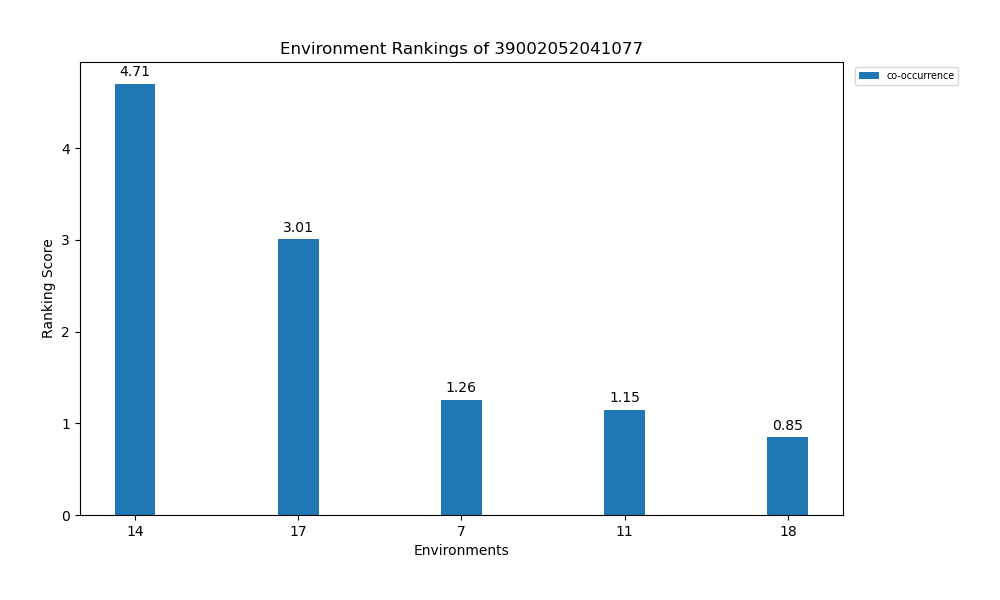 Environment Rankings of 39002052041077
co-occurrence
4.71
3.01
1.26
1.15
0.85
Ranking Score
4
3
2
1
0
14 17 7 11 18
Environments